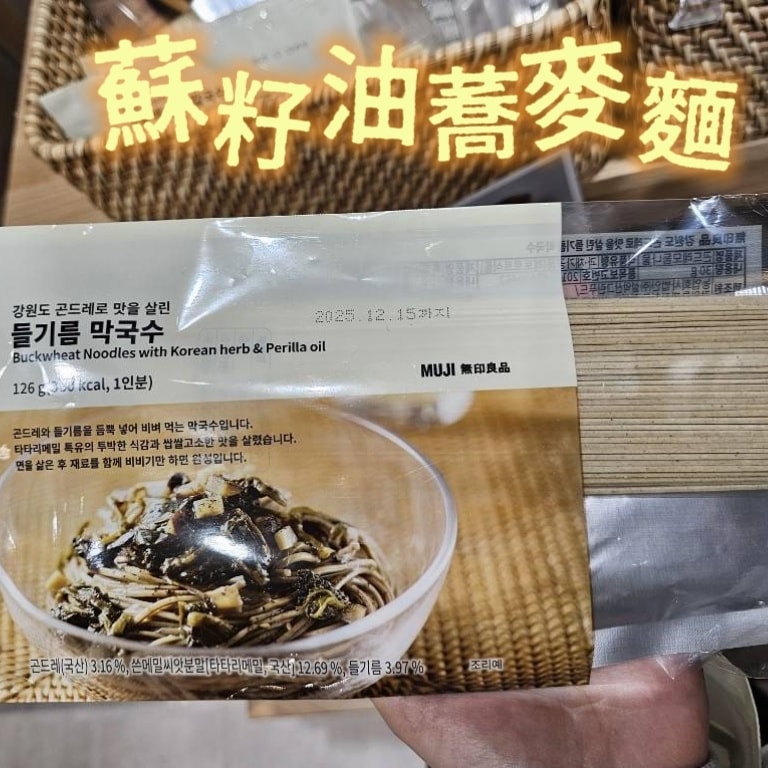 蘇籽油蕎麥麵
강원도 곤드레로 맛을 살린
들기름 막국수
2025.12.15까지
Buckwheat Noodles with Korean herb & Perilla oil
MUJI 無印良品
126 g kcal, 1인분)
곤드레와 들기름을 듬뿍 넣어 비벼 먹는 막국수입니다.
타타리메밀 특유의 투박한 식감과 쌉쌀고소한 맛을 살렸습니다.
면을 삶은 후 재료를 함께 비비기만 하면 완성입니다.
곤드레(국산) 3.16 %, 쓴메밀씨앗분말[타타리메밀, 국산] 12.69 %, 들기름 3.97 %
조리예